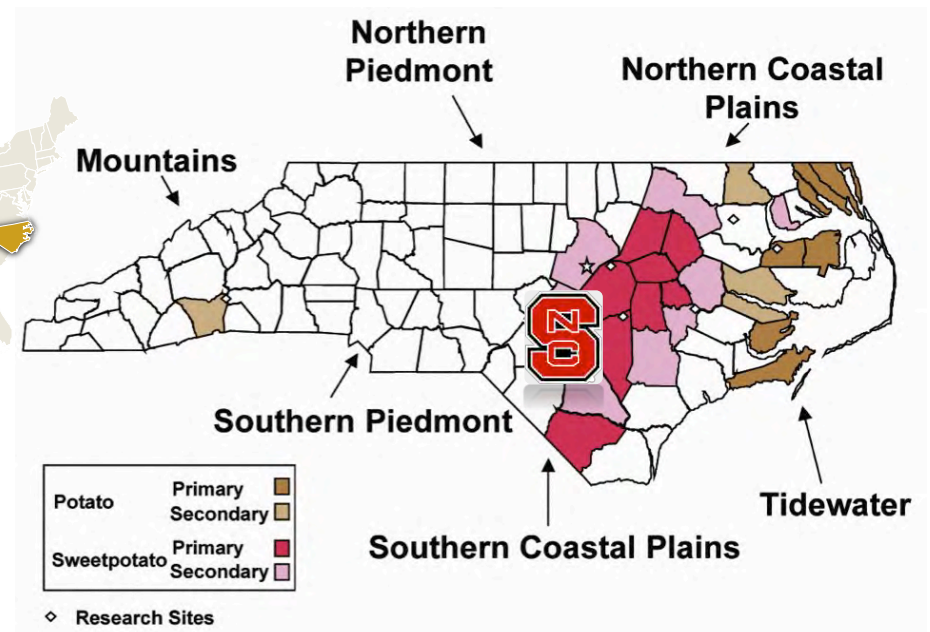 Northern
Piedmont
Northern Coastal
Plains
Mountains
NC
S
Southern Piedmont
Tidewater
Southern Coastal Plains
Potato
Primary
Secondary
Sweetpotato
Primary
Secondary
Research Sites